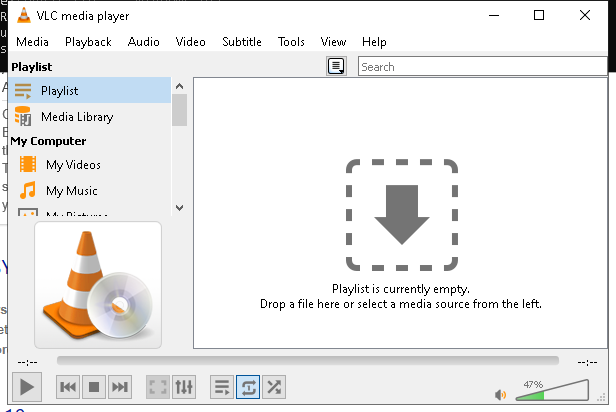 VLC media player
Media Playback Audio Video Subtitle Tools View Help
Playlist
Search
Playlist
Media Library
My Computer
My Videos
My Music
My Pictures
Playlist is currently empty.
Drop a file here or select a media source from the left.
--:-- --:--
47%